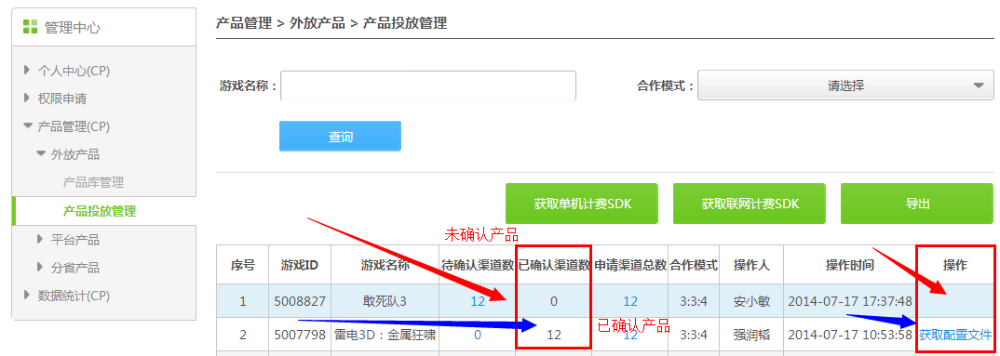 管理中心
个人中心(CP)
权限申请
产品管理(CP)
外放产品
产品库管理
产品投放管理
平台产品
分省产品
数据统计(CP)
产品管理 > 外放产品 > 产品投放管理
游戏名称： 合作模式： 请选择
查询
获取单机计费SDK 获取联网计费SDK 导出
未确认产品
序号 游戏ID 游戏名称 待确认渠道数 已确认渠道数 申请渠道总数 合作模式 操作人 操作时间 操作
1 5008827 敢死队3 12 0 12 3:3:4 安小敏 2014-07-17 17:37:48
已确认产品
2 5007798 雷电3D：金属狂啸 0 12 12 3:3:4 强润韬 2014-07-17 10:53:58 获取配置文件